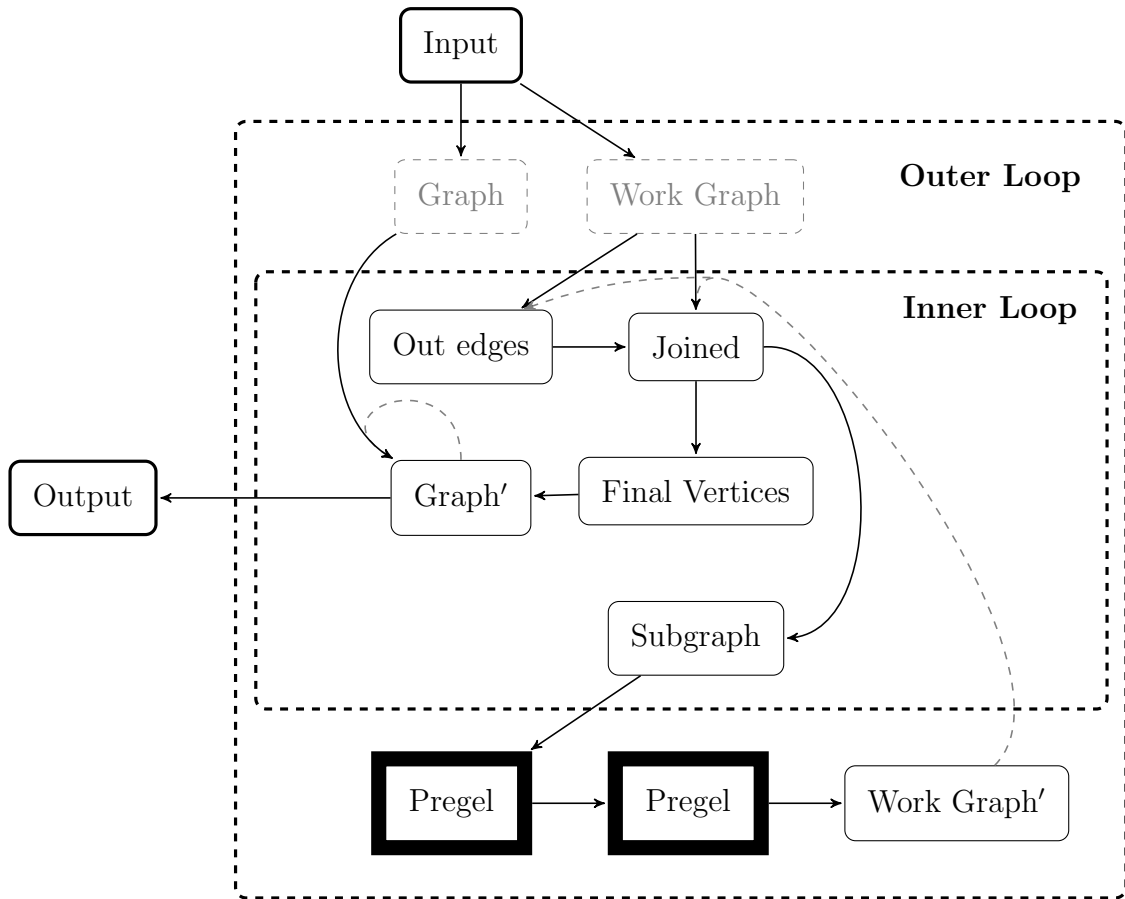 Input
Graph
Work Graph
Outer Loop
Inner Loop
Out edges
Joined
Output
Graph′
Final Vertices
Subgraph
Pregel
Pregel
Work Graph′